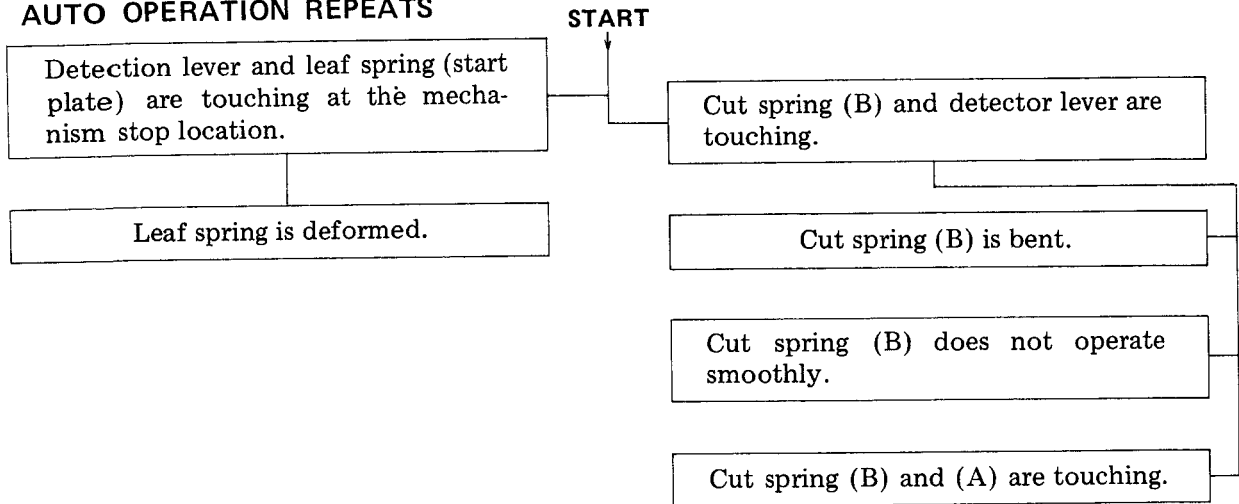 AUTO OPERATION REPEATS
START
Detection lever and leaf spring (start
plate) are touching at the mecha-
nism stop location.
Leaf spring is deformed.
Cut spring (B) and detector lever are
touching.
Cut spring (B) is bent.
Cut spring (B) does not operate
smoothly.
Cut spring (B) and (A) are touching.